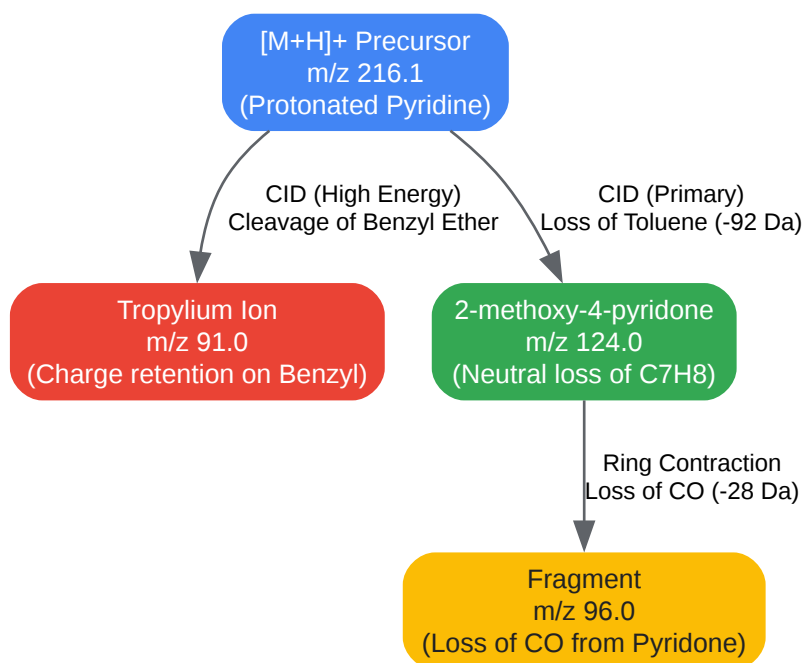 [M+H]+ Precursor
m/z 216.1
(Protonated Pyridine)
CID (High Energy)
Cleavage of Benzyl Ether
CID (Primary)
Loss of Toluene (-92 Da)
Tropylium Ion
m/z 91.0
(Charge retention on Benzyl)
2-methoxy-4-pyridone
m/z 124.0
(Neutral loss of C7H8)
Ring Contraction
Loss of CO (-28 Da)
Fragment
m/z 96.0
(Loss of CO from Pyridone)